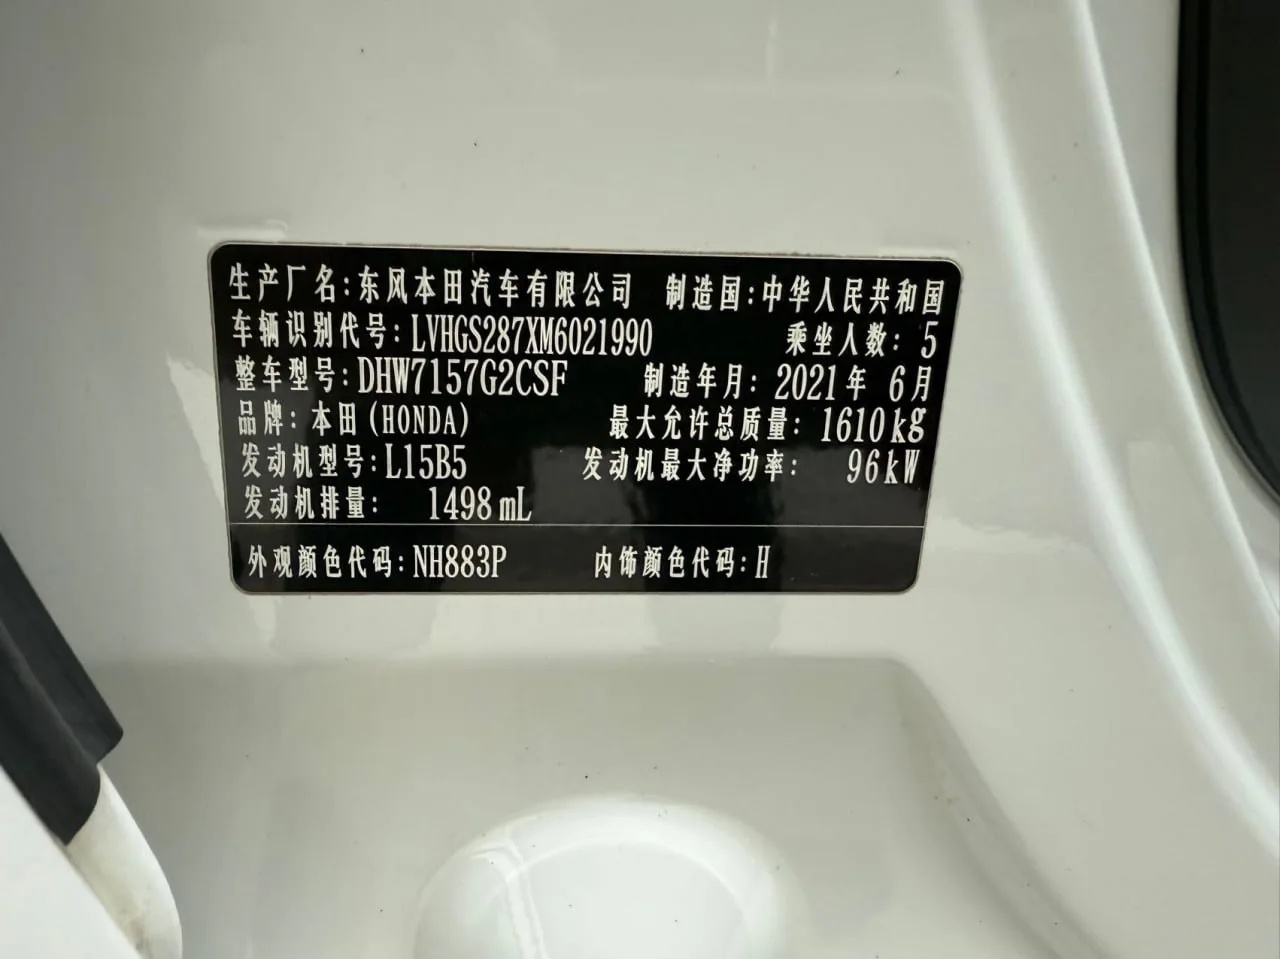 生产厂名:东风本田汽车有限公司 制造国:中华人民共和国
车辆识别代号:LVHGS287XM6021990 乘坐人数:5
整车型号:DHW7157G2CSF 制造年月:2021年 6月
品牌:本田(HONDA) 最大允许总质量:1610kg
发动机型号:L15B5 发动机最大净功率: 96kW
发动机排量: 1498mL
外观颜色代码:NH883P 内饰颜色代码:H